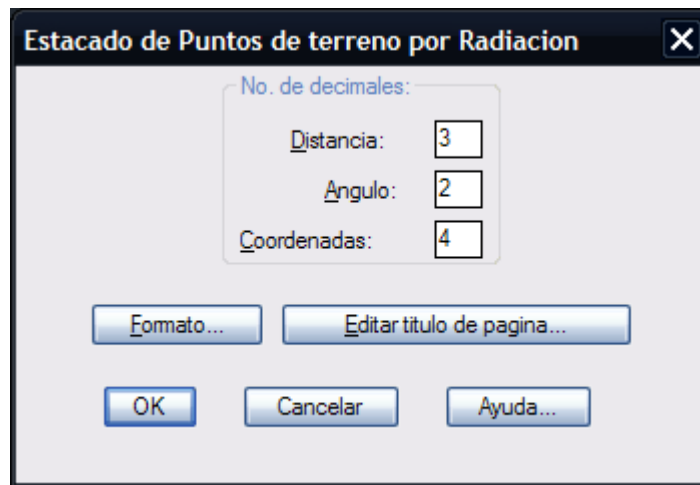 Estacado de Puntos de terreno por Radiacion
No. de decimales:
Distancia: 3
Angulo: 2
Coordenadas: 4
Formato... Editar titulo de pagina...
OK Cancelar Ayuda...